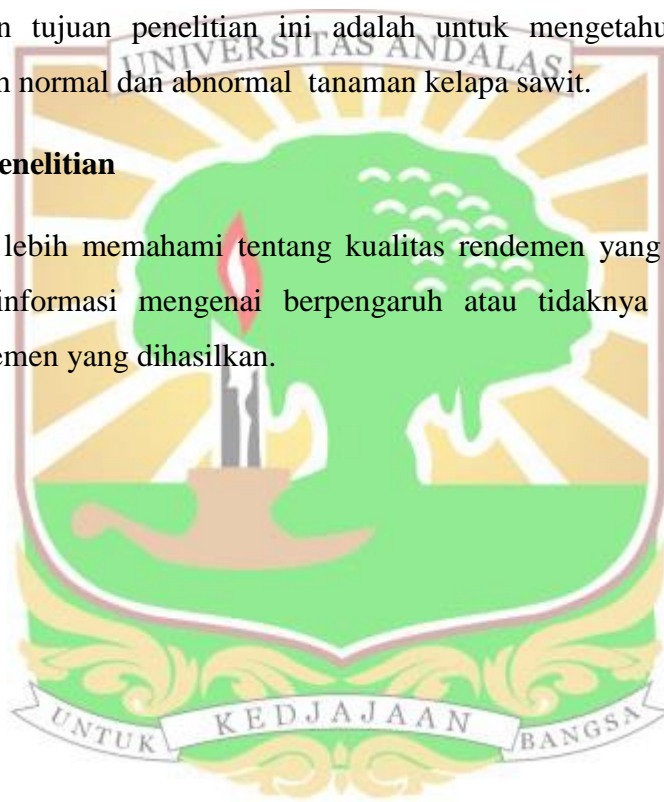 n tujuan penelitian ini adalah untuk mengetahu
UNIVERSITAS ANDALAS
n normal dan abnormal tanaman kelapa sawit.
enelitian
lebih memahami tentang kualitas rendemen yang
informasi mengenai berpengaruh atau tidaknya
emen yang dihasilkan.
UNTUK KEDJAJAAN BANGSA